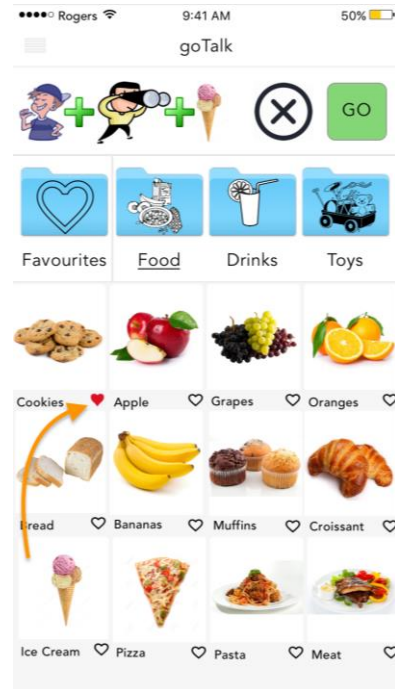 Rogers 9:41 AM 50%
goTalk
GO
Favourites Food Drinks Toys
Cookies Apple Grapes Oranges
Bread Bananas Muffins Croissant
Ice Cream Pizza Pasta Meat